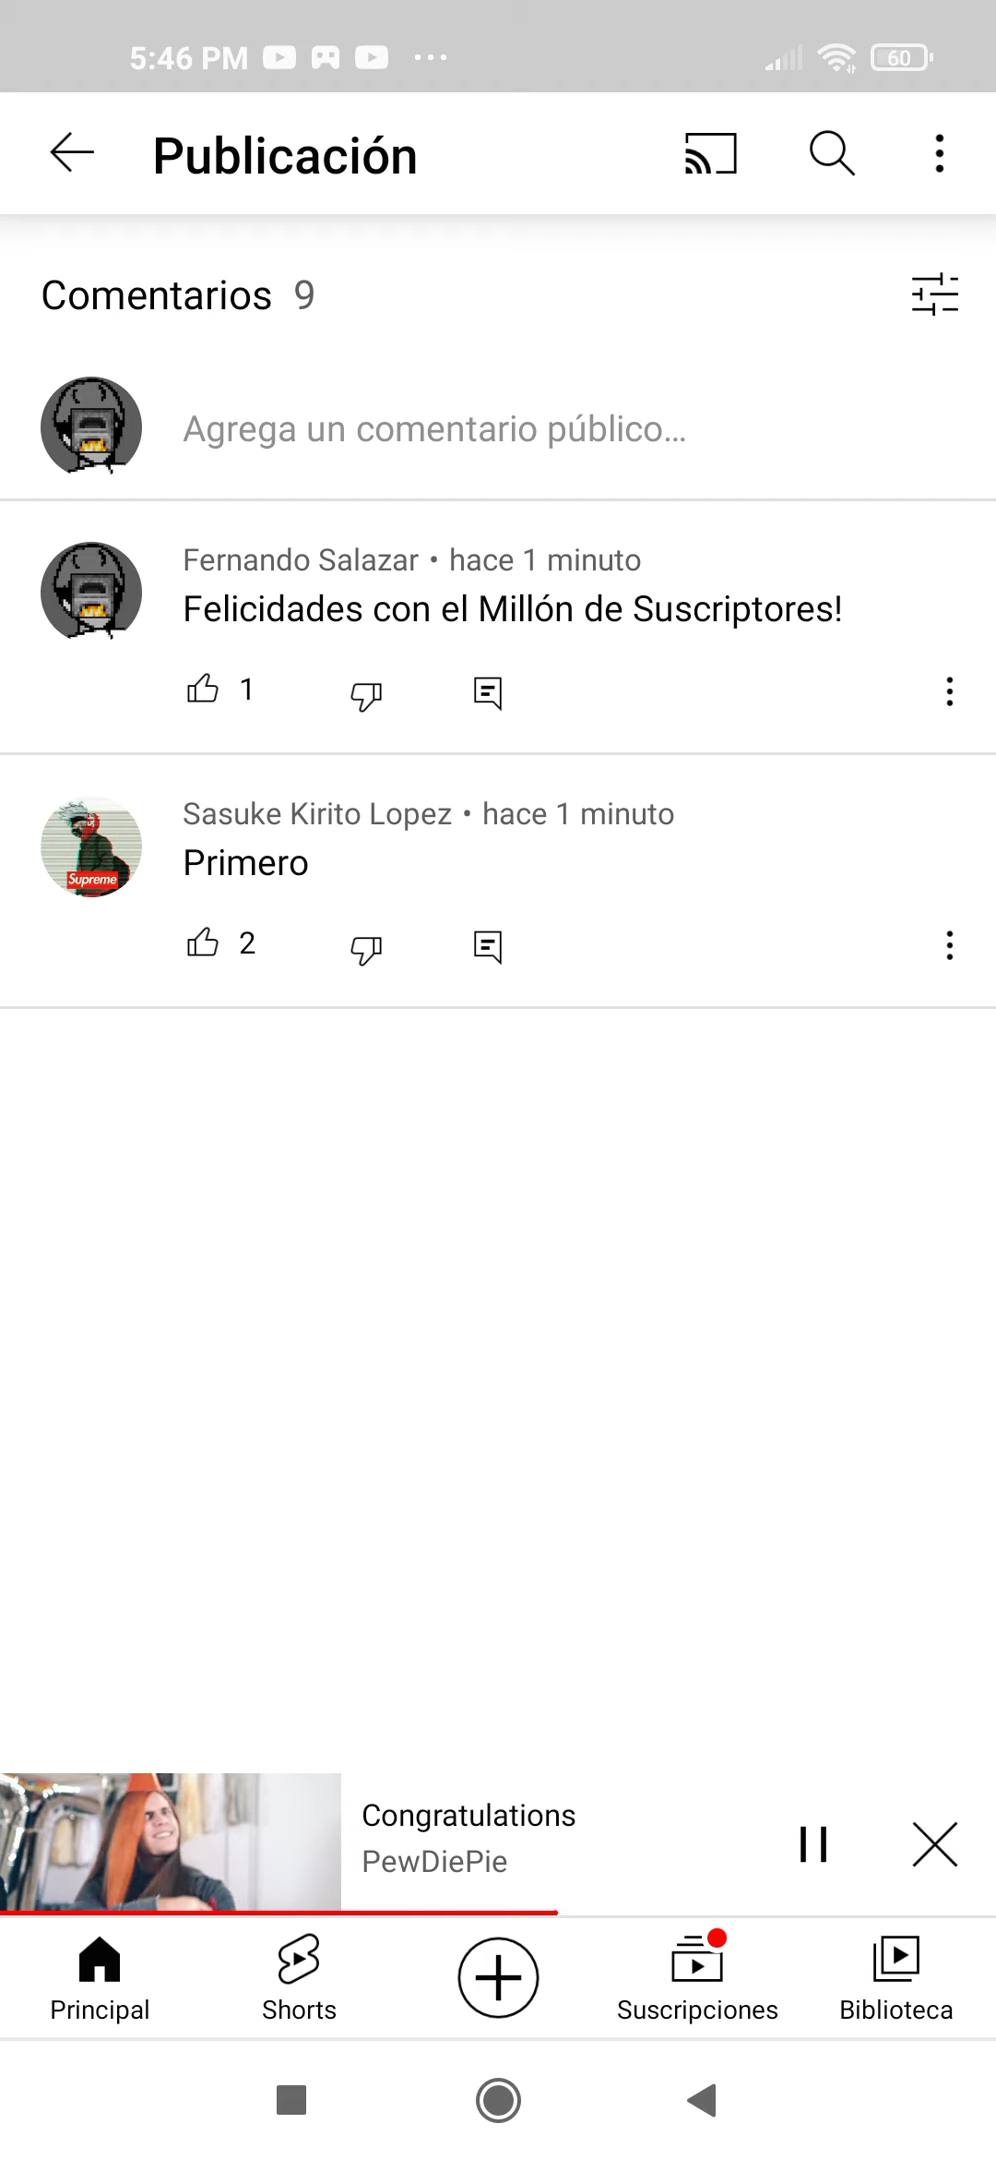 5:46 PM
60
Publicación
Comentarios 9
Agrega un comentario público...
Fernando Salazar • hace 1 minuto
Felicidades con el Millón de Suscriptores!
1
Sasuke Kirito Lopez • hace 1 minuto
Primero
Supreme
2
Congratulations
PewDiePie
Principal
Shorts
Suscripciones
Biblioteca